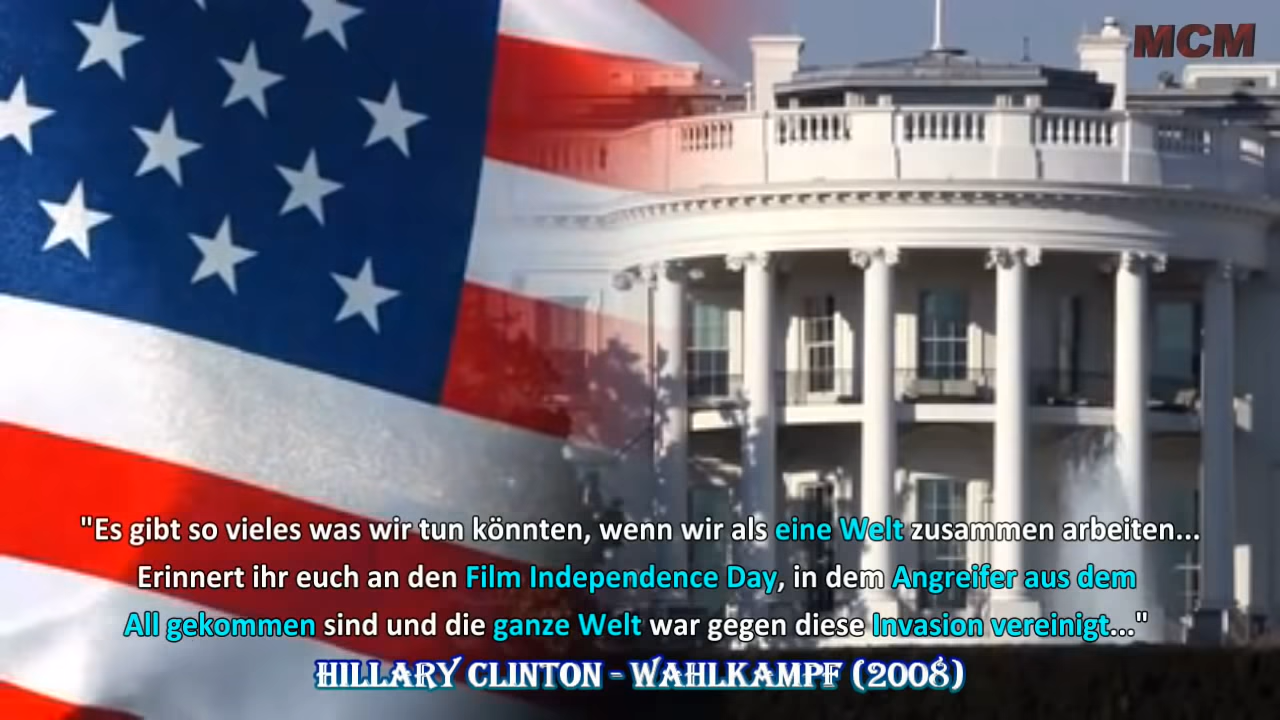 MCM
"Es gibt so vieles was wir tun könnten, wenn wir als eine Welt zusammen arbeiten...
Erinnert ihr euch an den Film Independence Day, in dem Angreifer aus dem
All gekommen sind und die ganze Welt war gegen diese Invasion vereinigt..."
HILLARY CLINTON - WAHLKAMPF (2008)